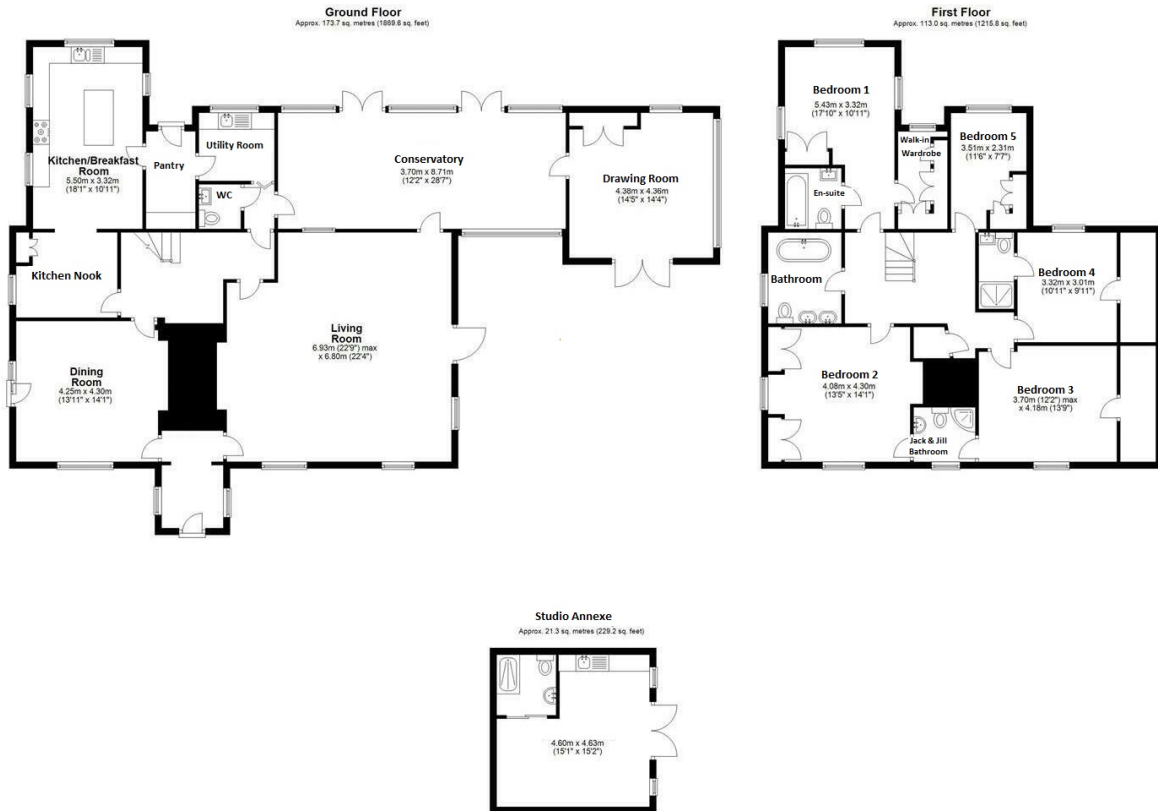 Ground Floor
Approx. 173.7 sq. metres (1869.6 sq. feet)
Kitchen/Breakfast
Room
5.50m x 3.32m
(18'1" x 10'11")
Pantry
Utility Room
WC
Conservatory
3.70m x 8.71m
(12'2" x 28'7")
Drawing Room
4.38m x 4.36m
(14'5" x 14'4")
Kitchen Nook
Living
Room
6.93m (22'9") max
x 6.80m (22'4")
Dining
Room
4.25m x 4.30m
(13'11" x 14'1")
First Floor
Approx. 113.0 sq. metres (1215.8 sq. feet)
Bedroom 1
5.43m x 3.32m
(17'10" x 10'11")
Walk-in
Wardrobe
Bedroom 5
3.51m x 2.31m
(11'6" x 7'7")
En-suite
Bathroom
Bedroom 4
3.32m x 3.01m
(10'11" x 9'11")
Bedroom 2
4.08m x 4.30m
(13'5" x 14'1")
Bedroom 3
3.70m (12'2") max
x 4.18m (13'9")
Jack & Jill
Bathroom
Studio Annexe
Approx. 21.3 sq. metres (229.2 sq. feet)
4.60m x 4.63m
(15'1" x 15'2")